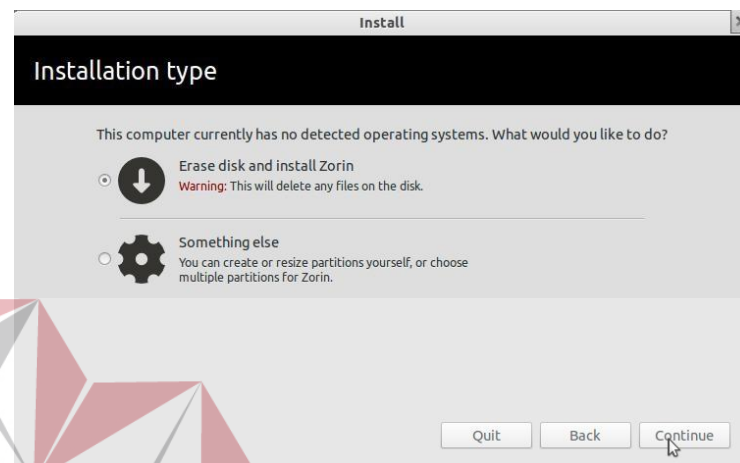 Install
Installation type
This computer currently has no detected operating systems. What would you like to do?
Erase disk and install Zorin
Warning: This will delete any files on the disk.
Something else
You can create or resize partitions yourself, or choose
multiple partitions for Zorin.
Quit
Back
Continue